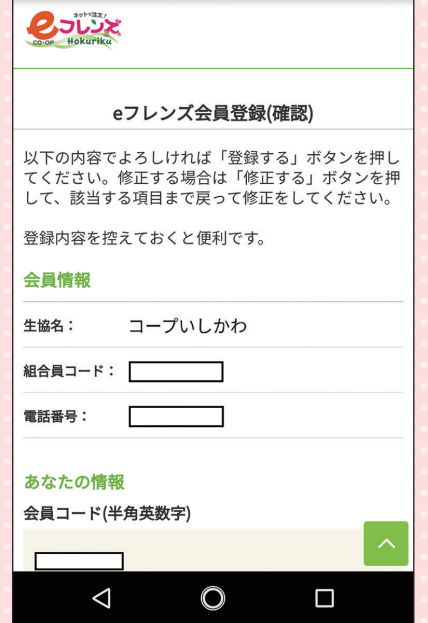 ネットで注文!
eフレンズ
CO・OP Hokuriku
eフレンズ会員登録(確認)
以下の内容でよろしければ「登録する」ボタンを押し
てください。修正する場合は「修正する」ボタンを押
して、該当する項目まで戻って修正をしてください。
登録内容を控えておくと便利です。
会員情報
生協名： コープいしかわ
組合員コード：
電話番号：
あなたの情報
会員コード(半角英数字)